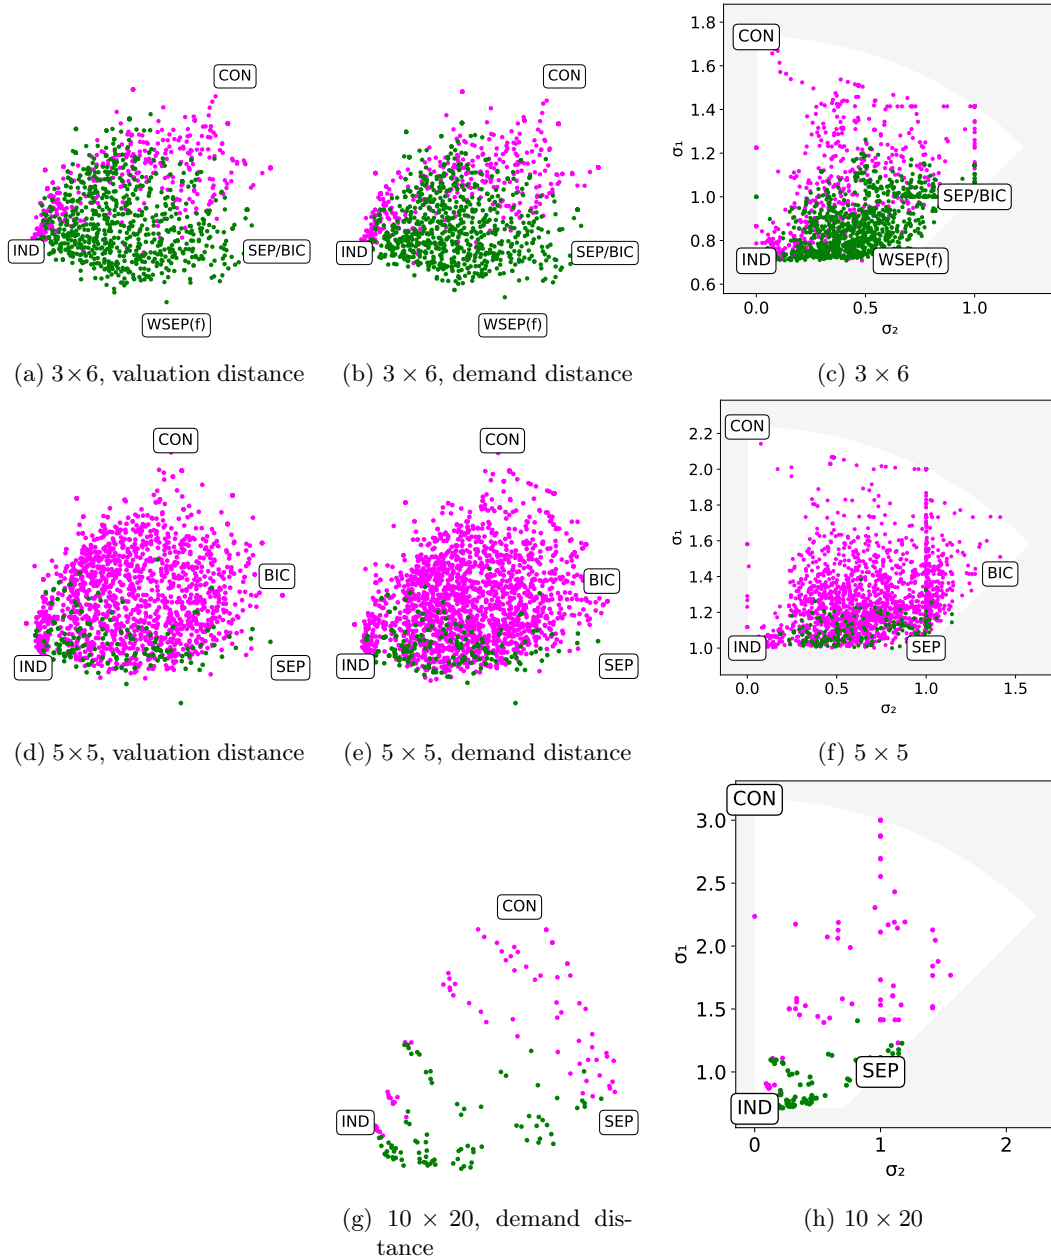 CON
IND
SEP/BIC
WSEP(f)
(a) 3×6, valuation distance
CON
IND
SEP/BIC
WSEP(f)
(b) 3 × 6, demand distance
1.8
1.6
1.4
1.2
1.0
0.8
0.6
σ₁
CON
SEP/BIC
IND
WSEP(f)
0.0 0.5 1.0
σ₂
(c) 3 × 6
CON
BIC
IND
SEP
(d) 5×5, valuation distance
CON
BIC
IND
SEP
(e) 5 × 5, demand distance
2.2
2.0
1.8
1.6
1.4
1.2
1.0
σ₁
CON
BIC
IND
SEP
0.0 0.5 1.0 1.5
σ₂
(f) 5 × 5
CON
IND
SEP
(g) 10 × 20, demand dis-
tance
3.0
2.5
2.0
1.5
1.0
σ₁
CON
SEP
IND
0 1 2
σ₂
(h) 10 × 20